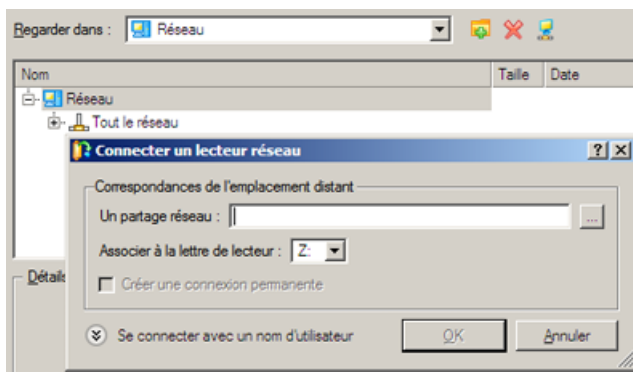 Regarder dans : Réseau
Nom Taille Date
Réseau
Tout le réseau
Connecter un lecteur réseau
Correspondances de l'emplacement distant
Un partage réseau : ...
Associer à la lettre de lecteur : Z:
Détails
Créer une connexion permanente
Se connecter avec un nom d'utilisateur OK Annuler